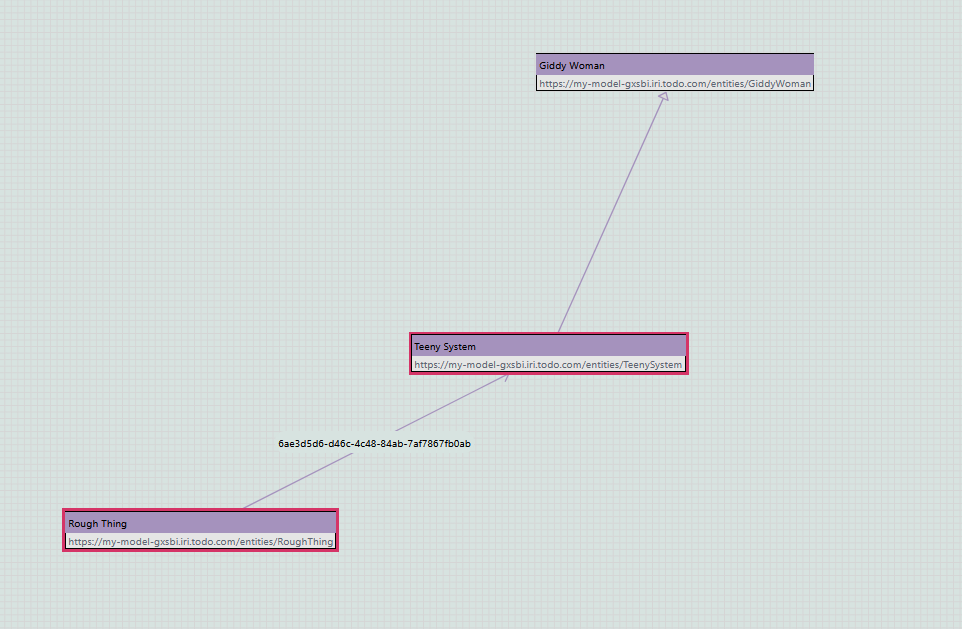 Giddy Woman
https://my-model-gxsbi.iri.todo.com/entities/GiddyWoman
Teeny System
https://my-model-gxsbi.iri.todo.com/entities/TeenySystem
6ae3d5d6-d46c-4c48-84ab-7af7867fb0ab
Rough Thing
https://my-model-gxsbi.iri.todo.com/entities/RoughThing